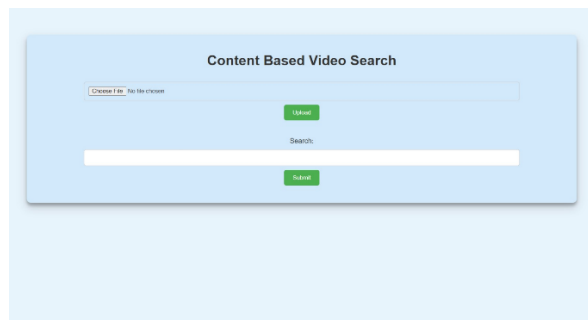 Content Based Video Search
Choose File No file chosen
Upload
Search:
Submit